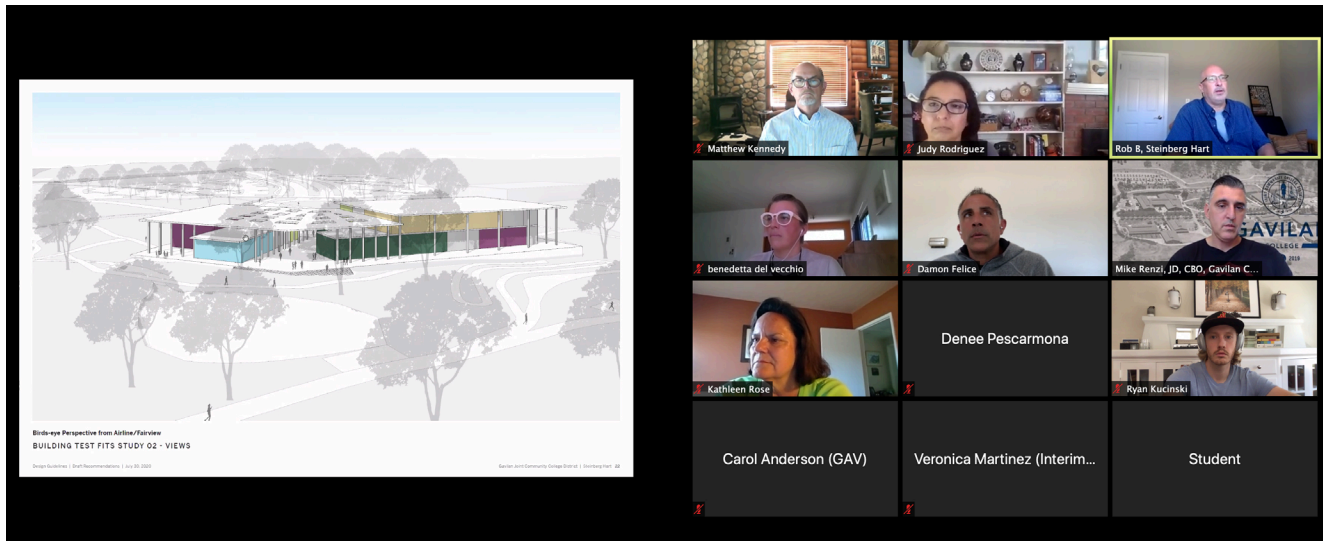 Birds-eye Perspective from Airline/Fairview
BUILDING TEST FITS STUDY 02 - VIEWS
Design Guidelines | Draft Recommendations | July 20, 2020
Gavilan Joint Community College District | Steinberg Hart
Matthew Kennedy
Judy Rodriguez
Rob B, Steinberg Hart
benedetta del vecchio
Damon Felice
GAVILA
COLLEGE
Mike Renzi, JD, CBO, Gavilan C...
Kathleen Rose
Denee Pescarmona
Ryan Kucinski
Carol Anderson (GAV)
Veronica Martinez (Interim...
Student